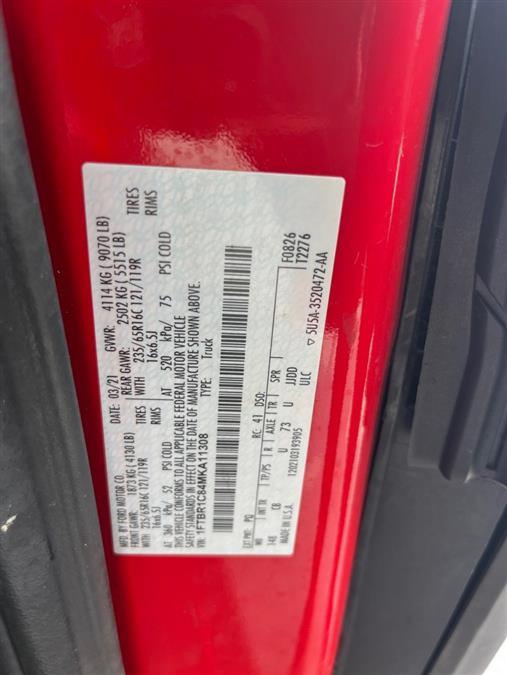 MFD. BY FORD MOTOR CO.
DATE: 03/21 GVWR: 4114 KG ( 9070 LB)
FRONT GAWR: 1873 KG ( 4130 LB) REAR GAWR: 2502 KG ( 5515 LB)
WITH 235/65R16C 121/119R TIRES WITH 235/65R16C 121/119R TIRES
16x6.5J RIMS 16x6.5J RIMS
AT 360 kPa/ 52 PSI COLD AT 520 kPa/ 75 PSI COLD
THIS VEHICLE CONFORMS TO ALL APPLICABLE FEDERAL MOTOR VEHICLE
SAFETY STANDARDS IN EFFECT ON THE DATE OF MANUFACTURE SHOWN ABOVE.
VIN: 1FTBR1C84MKA11308
TYPE: Truck
F0826
T2276
EXT PNT: PQ RC: 41 DSO:
WB INT TR TP/PS R AXLE TR SPR
148 CB U 73 U JJDD
MADE IN U.S.A. ULC
1202103193905
▽ 5U5A-3520472-AA